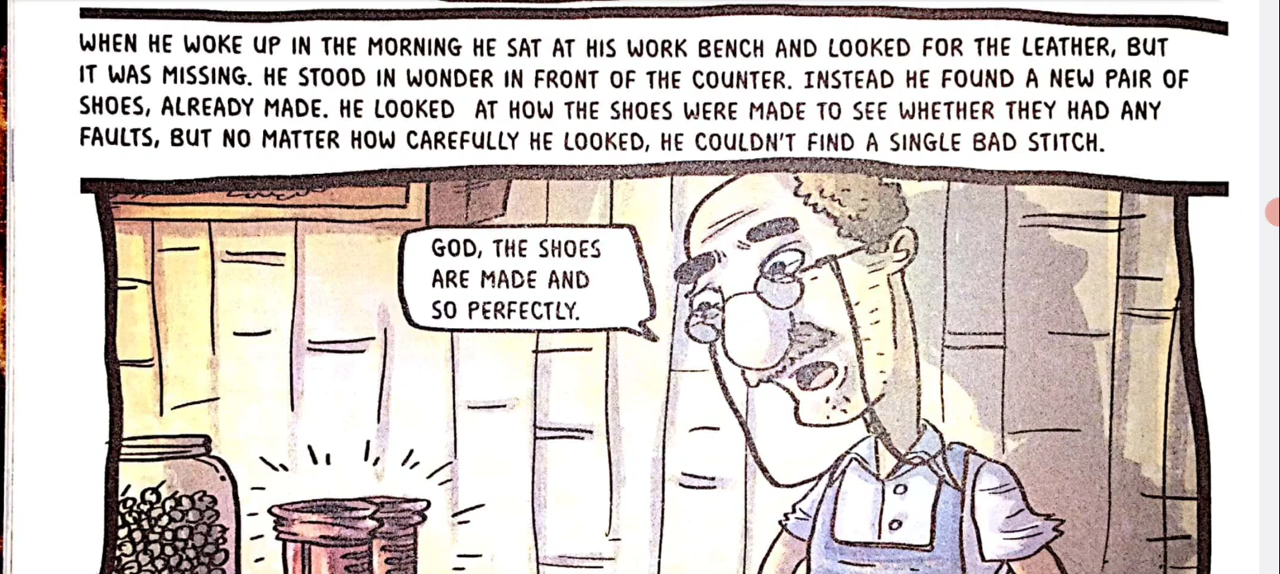 WHEN HE WOKE UP IN THE MORNING HE SAT AT HIS WORK BENCH AND LOOKED FOR THE LEATHER, BUT
IT WAS MISSING. HE STOOD IN WONDER IN FRONT OF THE COUNTER. INSTEAD HE FOUND A NEW PAIR OF
SHOES, ALREADY MADE. HE LOOKED AT HOW THE SHOES WERE MADE TO SEE WHETHER THEY HAD ANY
FAULTS, BUT NO MATTER HOW CAREFULLY HE LOOKED, HE COULDN'T FIND A SINGLE BAD STITCH.
GOD, THE SHOES
ARE MADE AND
SO PERFECTLY.